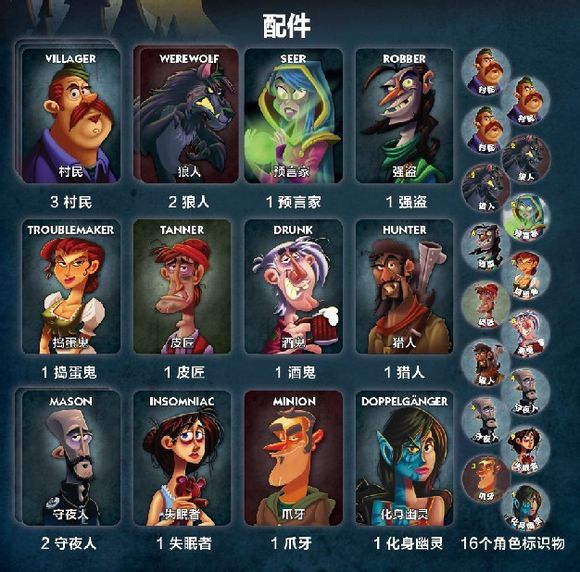 配件
VILLAGER
村民
3 村民
WEREWOLF
狼人
2 狼人
SEER
预言家
1 预言家
ROBBER
强盗
1 强盗
TROUBLEMAKER
捣蛋鬼
1 捣蛋鬼
TANNER
皮匠
1 皮匠
DRUNK
酒鬼
1 酒鬼
HUNTER
猎人
1 猎人
MASON
守夜人
2 守夜人
INSOMNIAC
失眠者
1 失眠者
MINION
爪牙
1 爪牙
DOPPELGÄNGER
化身幽灵
1 化身幽灵
村民
村民
村民
狼人
狼人
预言家
强盗
捣蛋鬼
皮匠
酒鬼
猎人
守夜人
守夜人
失眠者
爪牙
化身幽灵
16个角色标识物